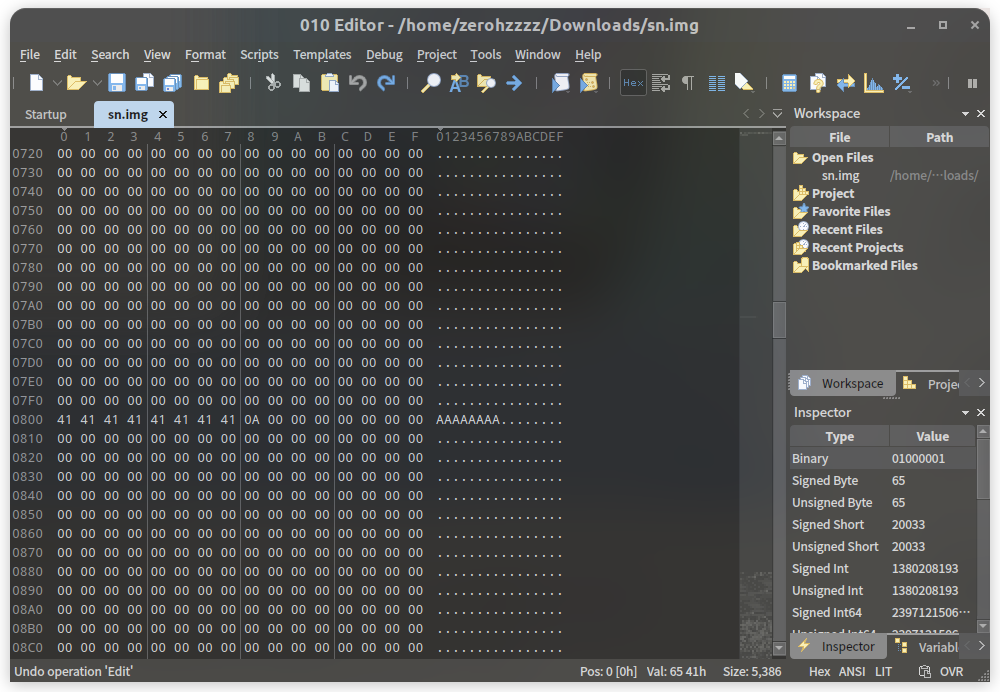 010 Editor - /home/zerohzzzz/Downloads/sn.img
File Edit Search View Format Scripts Templates Debug Project Tools Window Help
Hex
Startup sn.img
0 1 2 3 4 5 6 7 8 9 A B C D E F 0123456789ABCDEF
0720 00 00 00 00 00 00 00 00 00 00 00 00 00 00 00 00 ................
0730 00 00 00 00 00 00 00 00 00 00 00 00 00 00 00 00 ................
0740 00 00 00 00 00 00 00 00 00 00 00 00 00 00 00 00 ................
0750 00 00 00 00 00 00 00 00 00 00 00 00 00 00 00 00 ................
0760 00 00 00 00 00 00 00 00 00 00 00 00 00 00 00 00 ................
0770 00 00 00 00 00 00 00 00 00 00 00 00 00 00 00 00 ................
0780 00 00 00 00 00 00 00 00 00 00 00 00 00 00 00 00 ................
0790 00 00 00 00 00 00 00 00 00 00 00 00 00 00 00 00 ................
07A0 00 00 00 00 00 00 00 00 00 00 00 00 00 00 00 00 ................
07B0 00 00 00 00 00 00 00 00 00 00 00 00 00 00 00 00 ................
07C0 00 00 00 00 00 00 00 00 00 00 00 00 00 00 00 00 ................
07D0 00 00 00 00 00 00 00 00 00 00 00 00 00 00 00 00 ................
07E0 00 00 00 00 00 00 00 00 00 00 00 00 00 00 00 00 ................
07F0 00 00 00 00 00 00 00 00 00 00 00 00 00 00 00 00 ................
0800 41 41 41 41 41 41 41 41 0A 00 00 00 00 00 00 00 AAAAAAAA........
0810 00 00 00 00 00 00 00 00 00 00 00 00 00 00 00 00 ................
0820 00 00 00 00 00 00 00 00 00 00 00 00 00 00 00 00 ................
0830 00 00 00 00 00 00 00 00 00 00 00 00 00 00 00 00 ................
0840 00 00 00 00 00 00 00 00 00 00 00 00 00 00 00 00 ................
0850 00 00 00 00 00 00 00 00 00 00 00 00 00 00 00 00 ................
0860 00 00 00 00 00 00 00 00 00 00 00 00 00 00 00 00 ................
0870 00 00 00 00 00 00 00 00 00 00 00 00 00 00 00 00 ................
0880 00 00 00 00 00 00 00 00 00 00 00 00 00 00 00 00 ................
0890 00 00 00 00 00 00 00 00 00 00 00 00 00 00 00 00 ................
08A0 00 00 00 00 00 00 00 00 00 00 00 00 00 00 00 00 ................
08B0 00 00 00 00 00 00 00 00 00 00 00 00 00 00 00 00 ................
08C0 00 00 00 00 00 00 00 00 00 00 00 00 00 00 00 00 ................
Workspace
File Path
Open Files
sn.img /home/···loads/
Project
Favorite Files
Recent Files
Recent Projects
Bookmarked Files
Workspace Proje
Inspector
Type Value
Binary 01000001
Signed Byte 65
Unsigned Byte 65
Signed Short 20033
Unsigned Short 20033
Signed Int 1380208193
Unsigned Int 1380208193
Signed Int64 2397121506···
Inspector Variabl
Undo operation 'Edit' Pos: 0 [0h] Val: 65 41h Size: 5,386 Hex ANSI LIT OVR